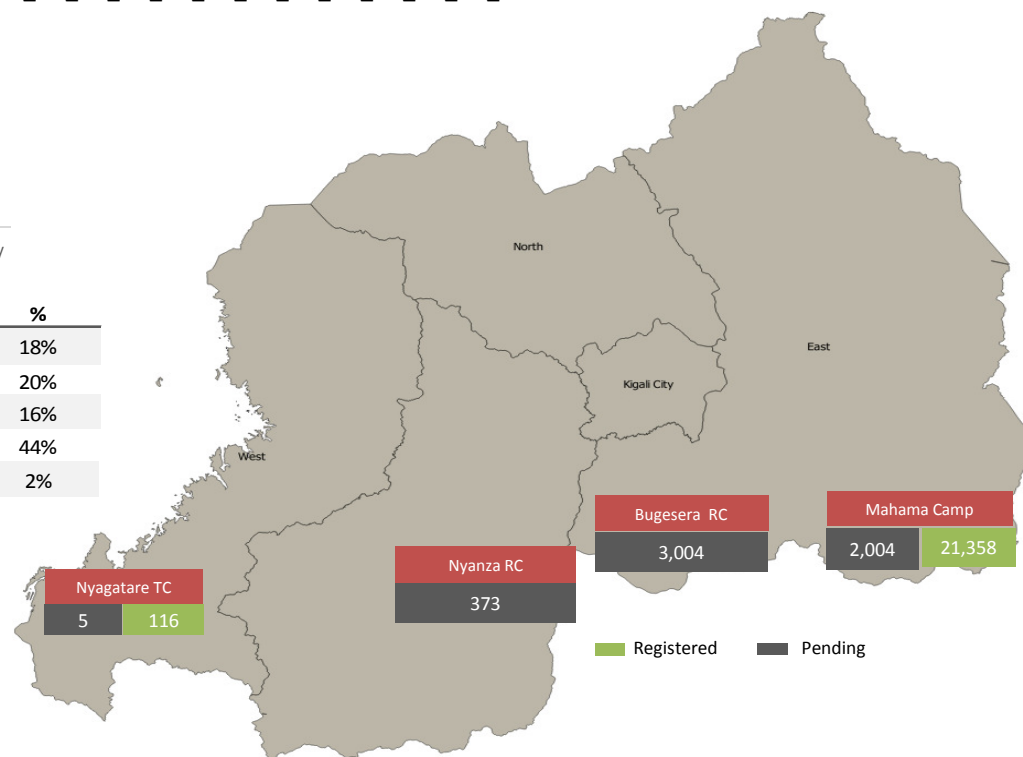 %
18%
20%
16%
44%
2%
North
East
Kigali City
West
Bugesera RC
3,004
Mahama Camp
2,004 21,358
Nyanza RC
373
Nyagatare TC
5 116
Registered Pending